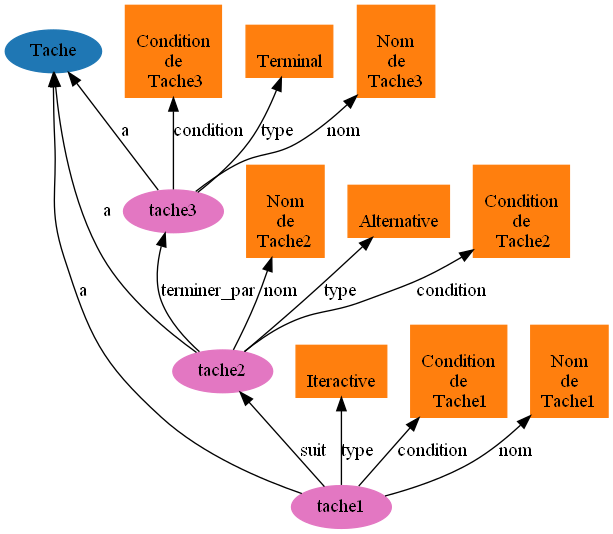 Tache
Condition
de
Tache3
Terminal
Nom
de
Tache3
a
condition
type
nom
tache3
a
Nom
de
Tache2
Alternative
Condition
de
Tache2
a
terminer_par
nom
type
condition
tache2
Iteractive
Condition
de
Tache1
Nom
de
Tache1
suit
type
condition
nom
tache1